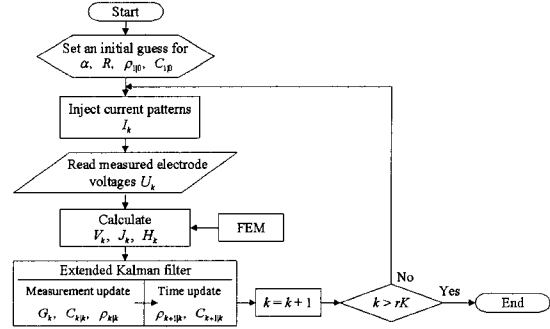 Start
Set an initial guess for
α, R, ρ₁|₀, C₁|₀
Inject current patterns
Iₖ
Read measured electrode
voltages Uₖ
Calculate
Vₖ, Jₖ, Hₖ
FEM
Extended Kalman filter
Measurement update
Gₖ, Cₖ|ₖ, ρₖ|ₖ
Time update
ρₖ₊₁|ₖ, Cₖ₊₁|ₖ
k = k + 1
k > rK
No
Yes
End